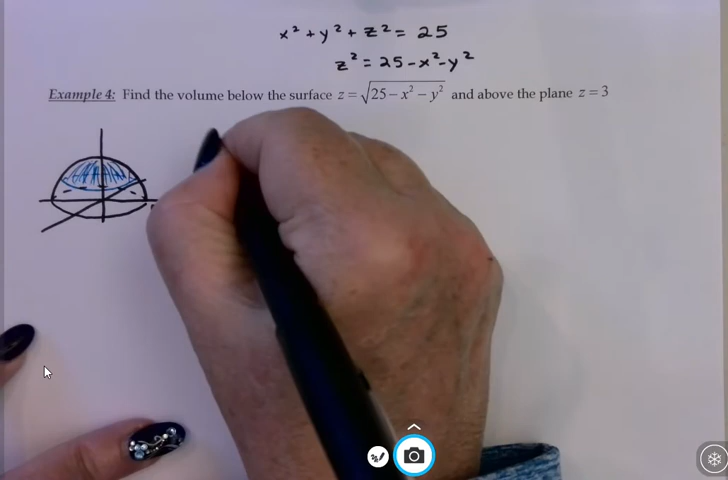 x² + y² + z² = 25
z² = 25 - x² - y²
Example 4: Find the volume below the surface z = √(25 − x² − y²) and above the plane z = 3